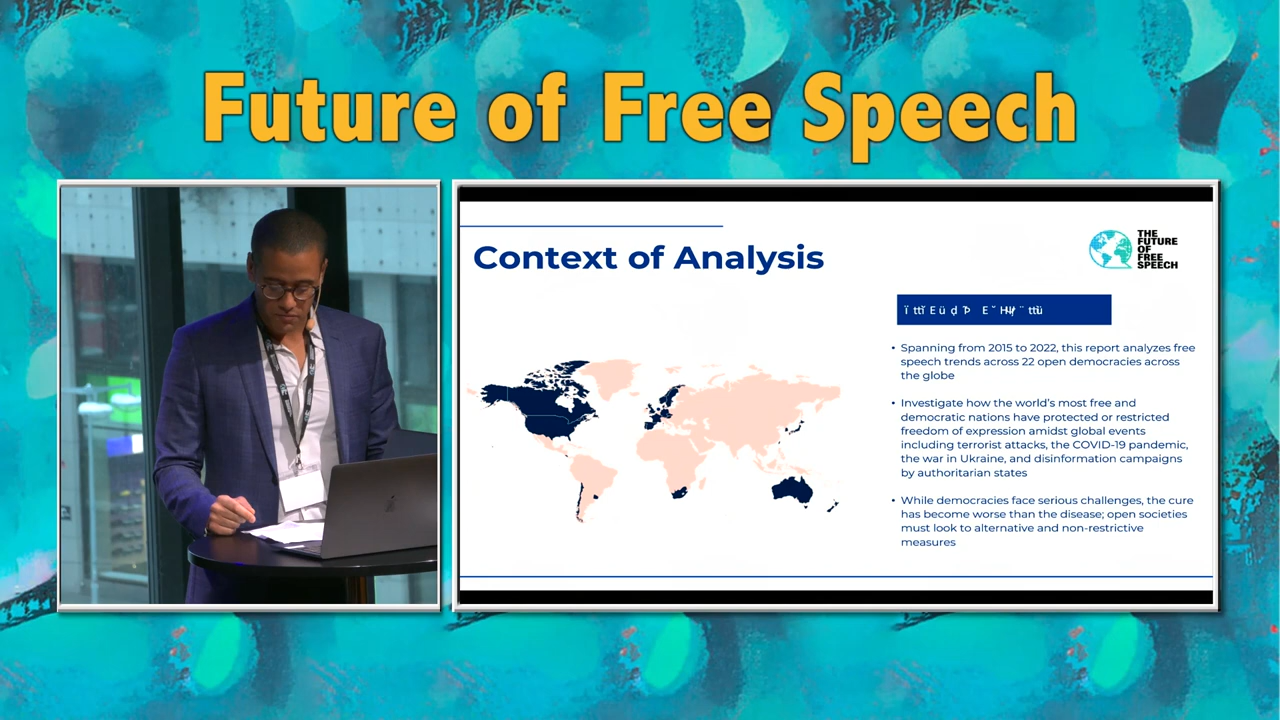 Future of Free Speech
Context of Analysis
THE
FUTURE
OF
FREE
SPEECH
• Spanning from 2015 to 2022, this report analyzes free
speech trends across 22 open democracies across
the globe
• Investigate how the world's most free and
democratic nations have protected or restricted
freedom of expression amidst global events
including terrorist attacks, the COVID-19 pandemic,
the war in Ukraine, and disinformation campaigns
by authoritarian states
• While democracies face serious challenges, the cure
has become worse than the disease; open societies
must look to alternative and non-restrictive
measures